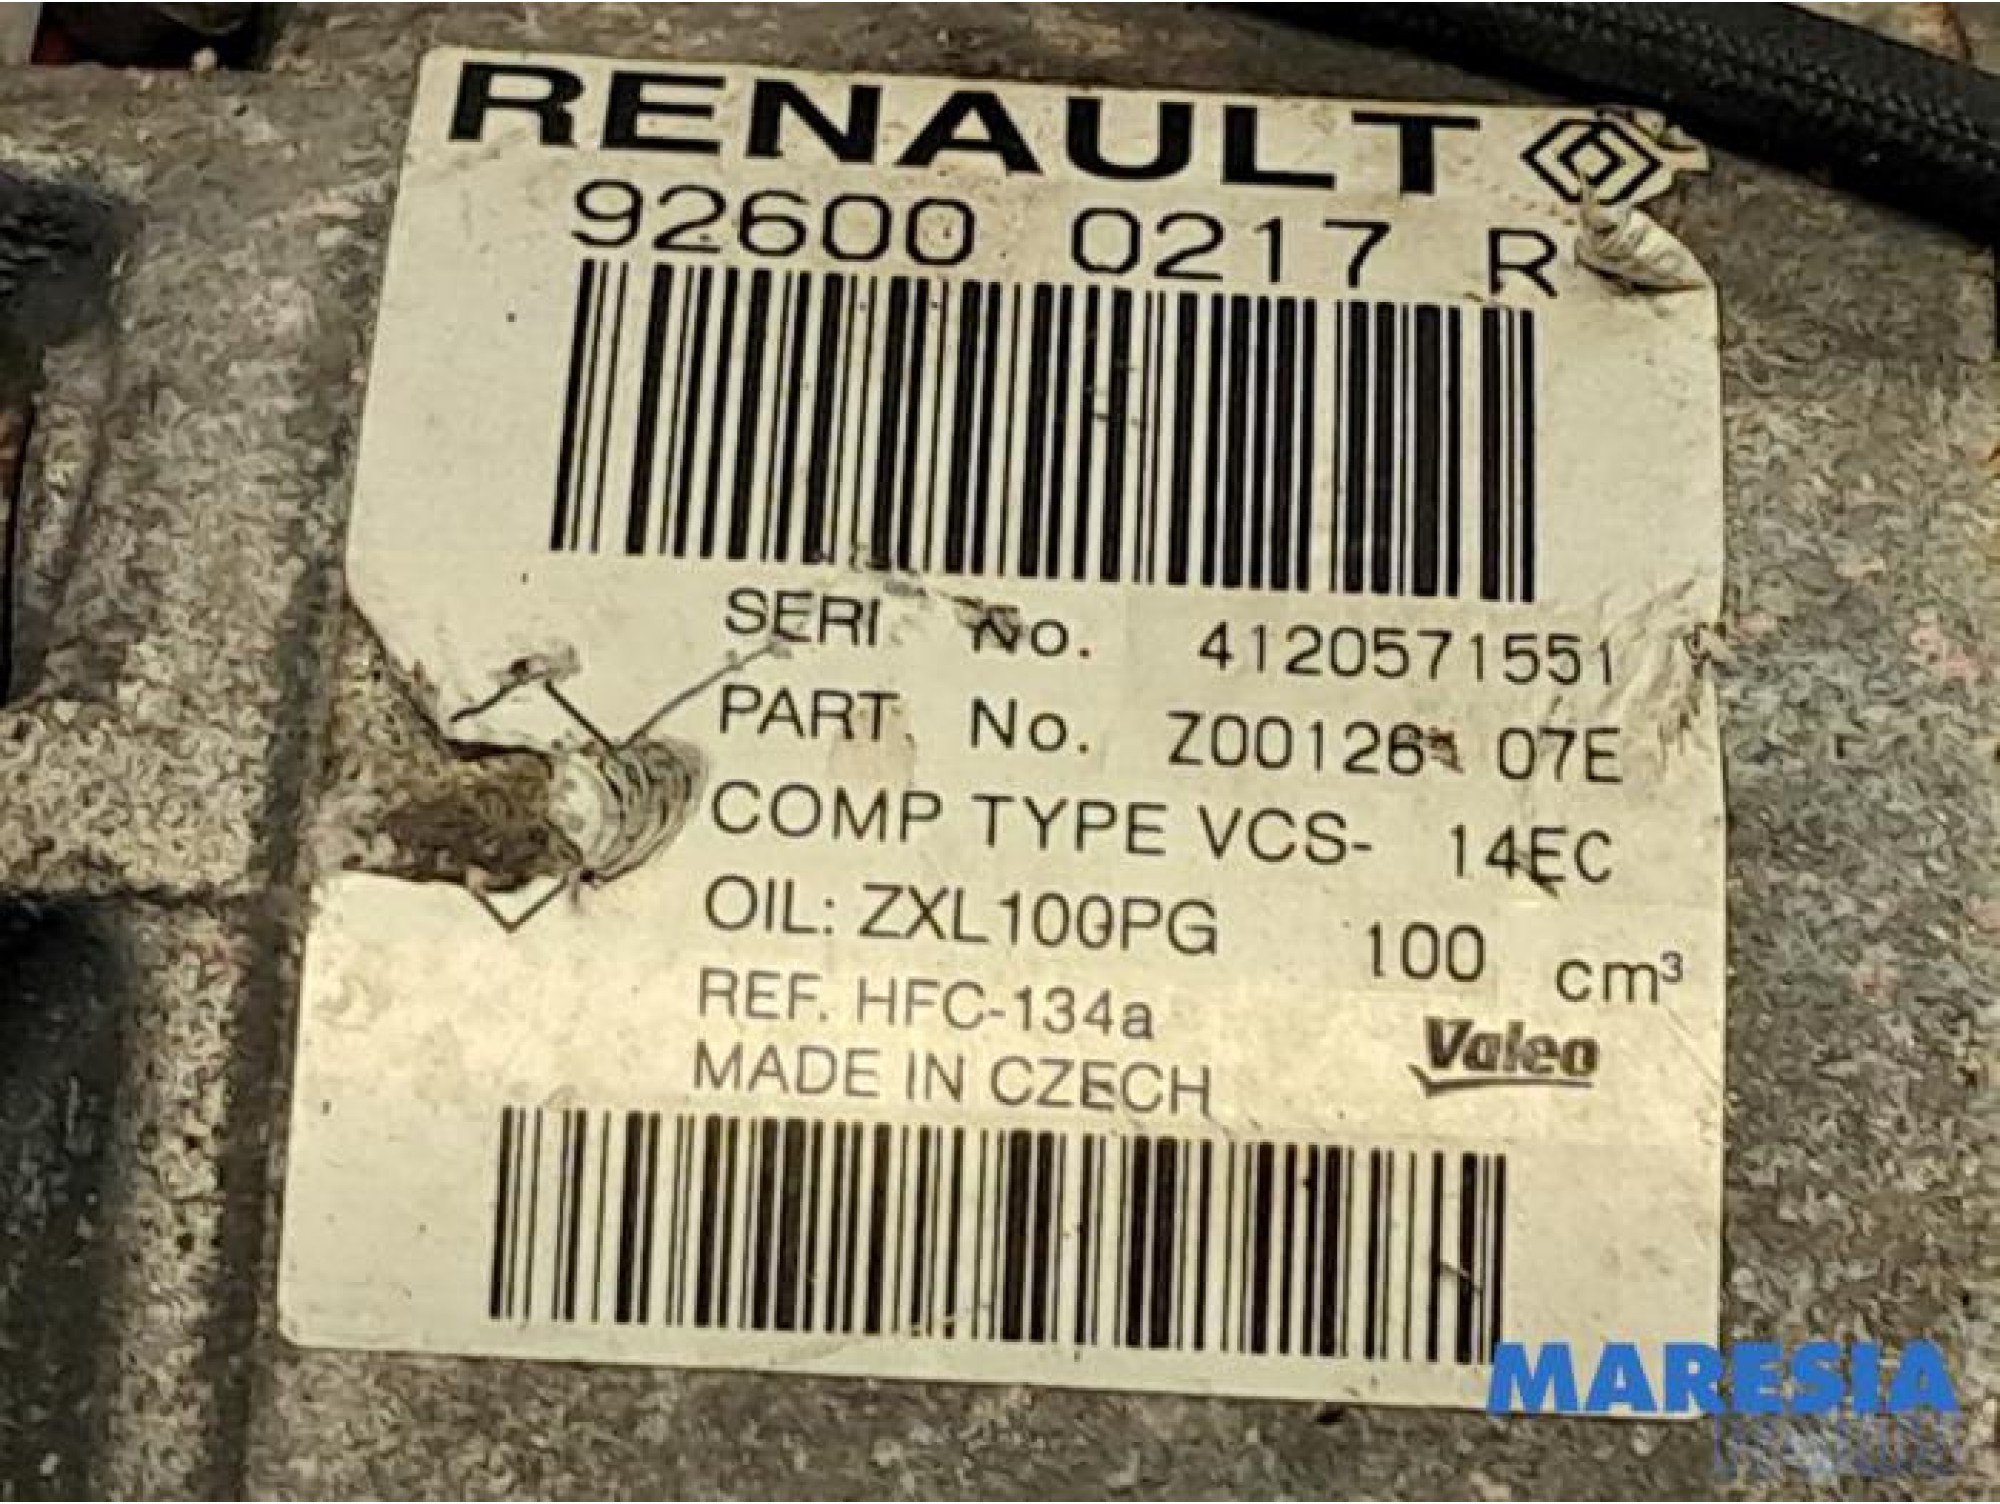 RENAULT
92600 0217 R
SERI No. 4120571551
PART No. Z00126 07E
COMP TYPE VCS- 14EC
OIL: ZXL100PG 100 cm³
REF. HFC-134a
Valeo
MADE IN CZECH
MARESIA